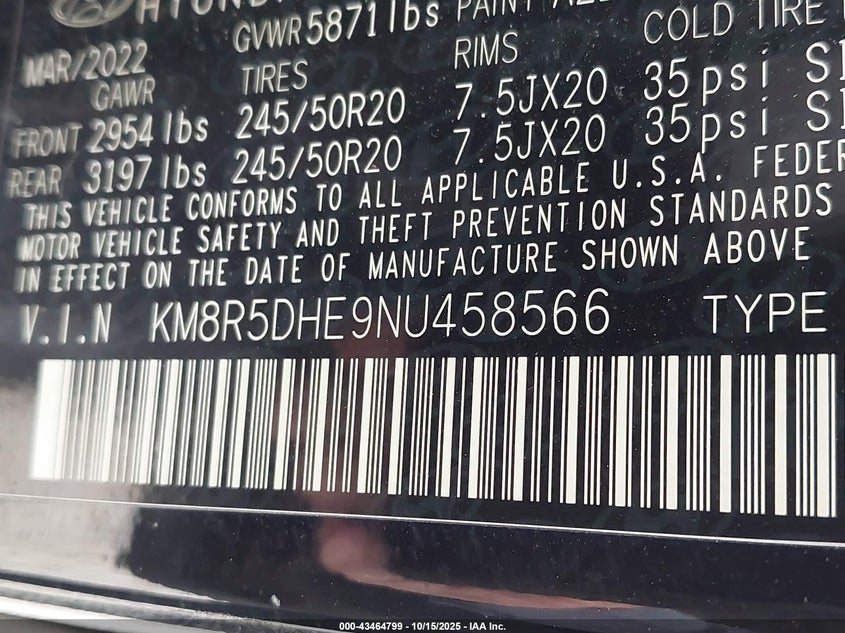 HYUNDAI
GVWR 5871 lbs PAINT
MAR/2022
GAWR TIRES RIMS COLD TIRE
FRONT 2954 lbs 245/50R20 7.5JX20 35psi
REAR 3197 lbs 245/50R20 7.5JX20 35psi
THIS VEHICLE CONFORMS TO ALL APPLICABLE U.S.A. FEDER
MOTOR VEHICLE SAFETY AND THEFT PREVENTION STANDARDS
IN EFFECT ON THE DATE OF MANUFACTURE SHOWN ABOVE
V.I.N KM8R5DHE9NU458566 TYPE
000-43464799 - 10/15/2025 - IAA Inc.